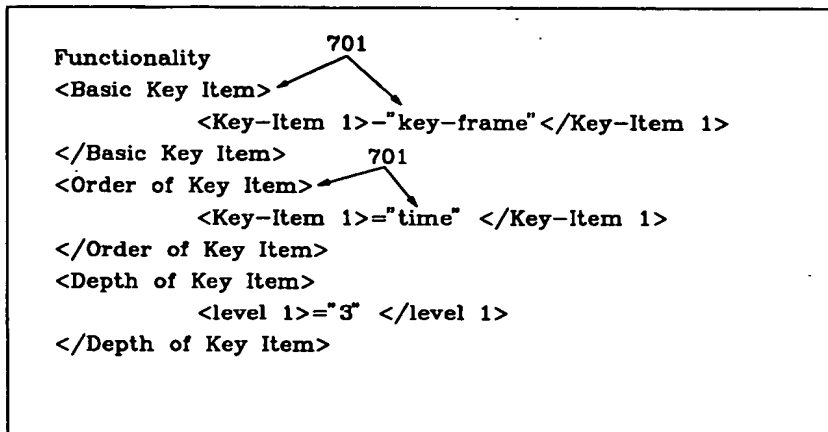 701
Functionality
<Basic Key Item>
<Key-Item 1>-"key-frame"</Key-Item 1>
</Basic Key Item>
701
<Order of Key Item>
<Key-Item 1>="time" </Key-Item 1>
</Order of Key Item>
<Depth of Key Item>
<level 1>="3" </level 1>
</Depth of Key Item>